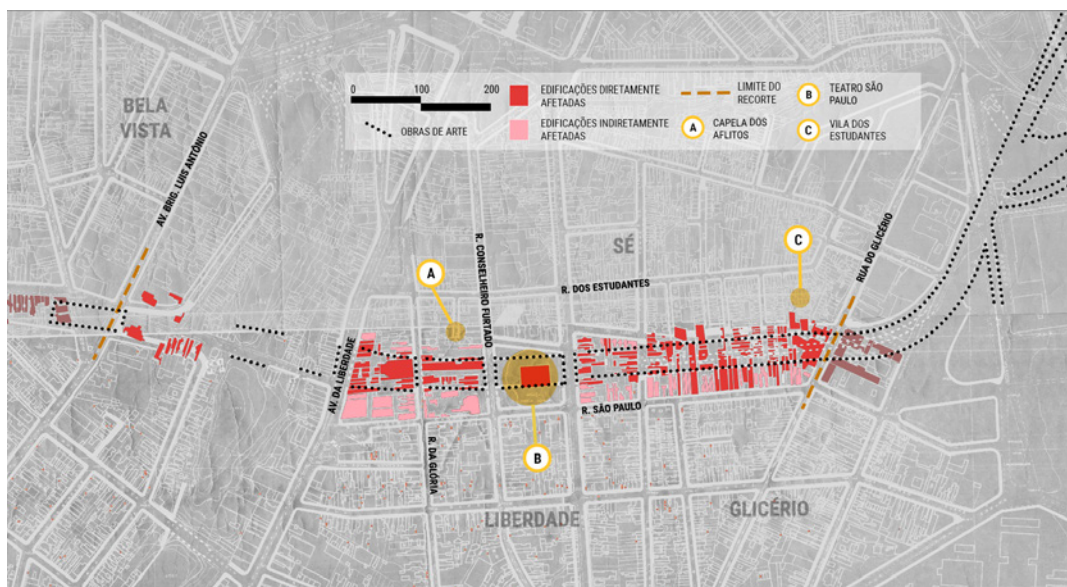 0 100 200
OBRAS DE ARTE
EDIFICAÇÕES DIRETAMENTE
AFETADAS
EDIFICAÇÕES INDIRETAMENTE
AFETADAS
LIMITE DO
RECORTE
A
CAPELA DOS
AFLITOS
B
TEATRO SÃO
PAULO
C
VILA DOS
ESTUDANTES
BELA
VISTA
AV. BRIG. LUIS ANTÔNIO
AV. DA LIBERDADE
A
R. CONSELHEIRO FURTADO
SÉ
C
RUA DO GLICÉRIO
R. DOS ESTUDANTES
R. SÃO PAULO
R. DA GLÓRIA
B
LIBERDADE
GLICÉRIO